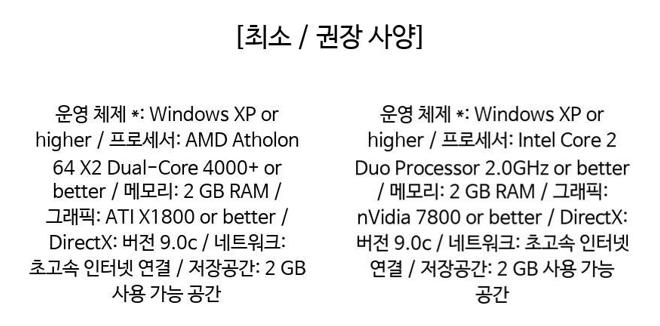 [최소 / 권장 사양]
운영 체제 *: Windows XP or
higher / 프로세서: AMD Atholon
64 X2 Dual-Core 4000+ or
better / 메모리: 2 GB RAM /
그래픽: ATI X1800 or better /
DirectX: 버전 9.0c / 네트워크:
초고속 인터넷 연결 / 저장공간: 2 GB
사용 가능 공간
운영 체제 *: Windows XP or
higher / 프로세서: Intel Core 2
Duo Processor 2.0GHz or better
/ 메모리: 2 GB RAM / 그래픽:
nVidia 7800 or better / DirectX:
버전 9.0c / 네트워크: 초고속 인터넷
연결 / 저장공간: 2 GB 사용 가능
공간